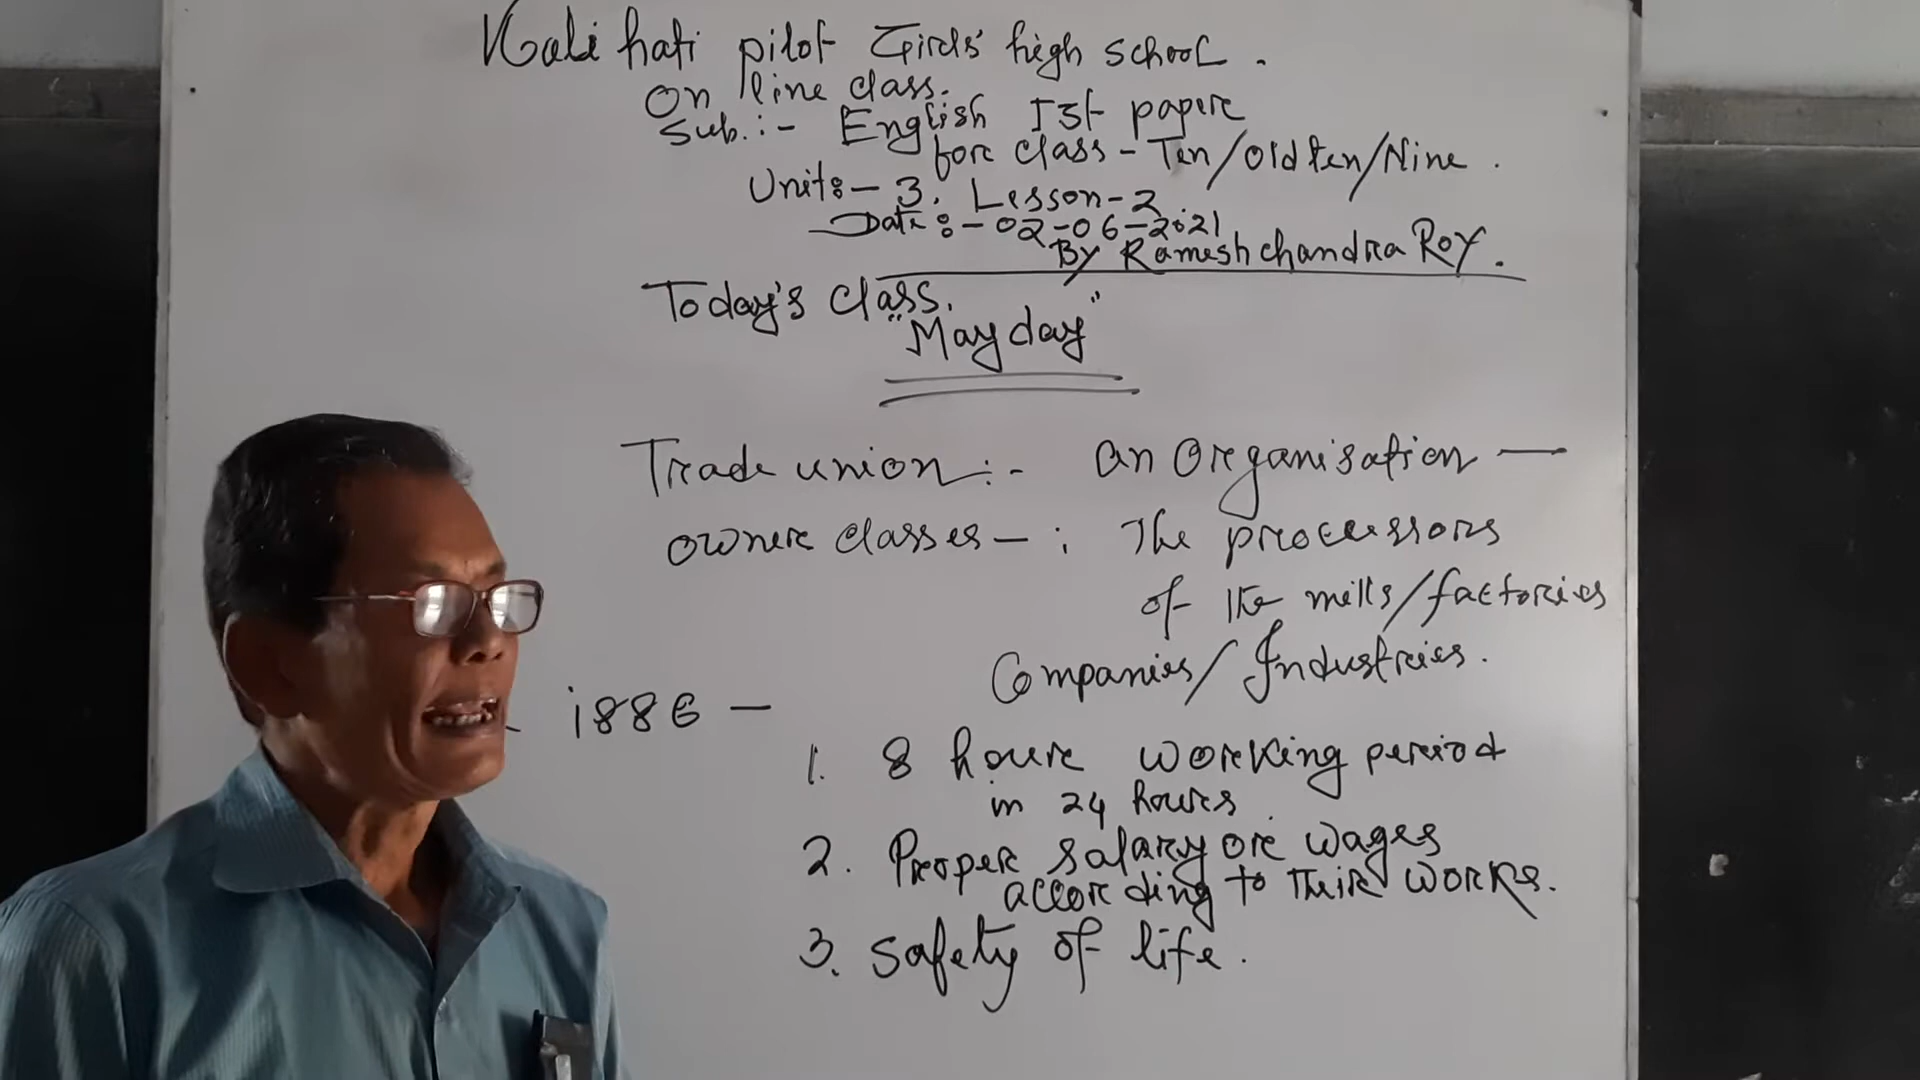 Kalihati pilot Girls' high school.
On line class.
Sub.:- English 1st paper
for class - Ten/Old ten/Nine.
Unit:- 3, Lesson-2
Date:- 02-06-2021
By Ramesh chandra Roy.
Today's class.
"May day"
Trade union:- an Organisation —
owner classes - : The processors
of the mills/factories
Companies/Industries.
1886 -
1. 8 hour working period
in 24 hours.
2. Proper salary or wages
according to their works.
3. Safety of life.